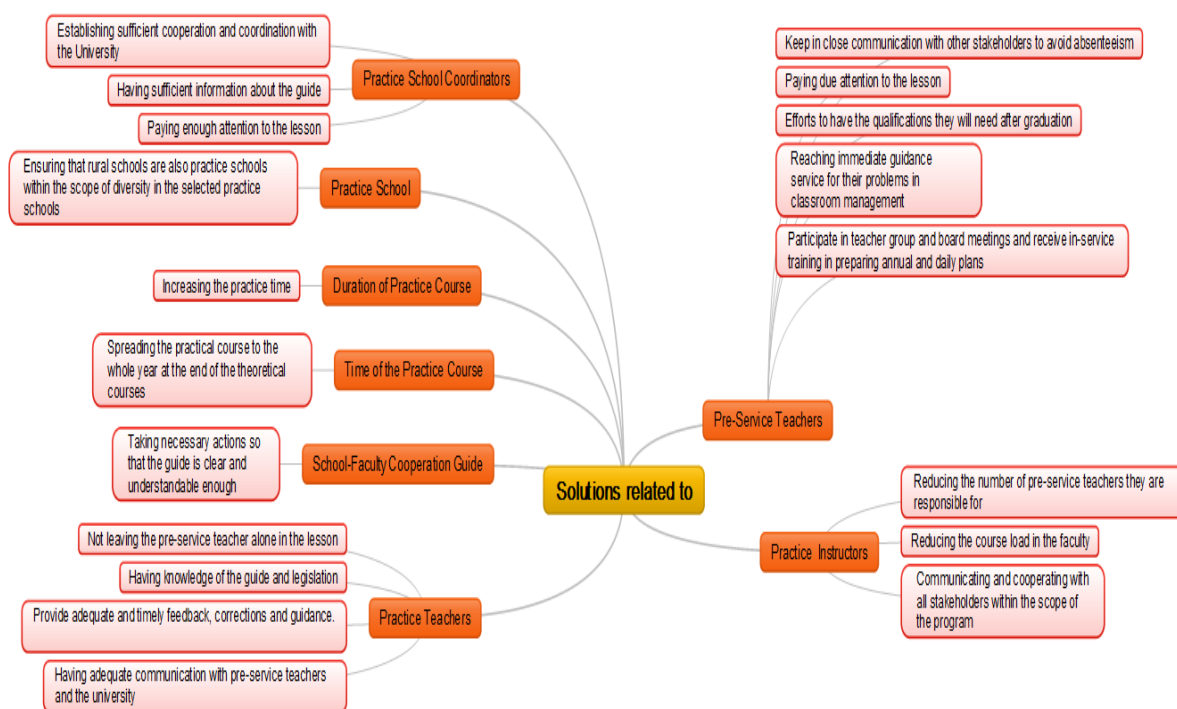 Establishing sufficient cooperation and coordination with
the University
Having sufficient information about the guide
Paying enough attention to the lesson
Practice School Coordinators
Ensuring that rural schools are also practice schools
within the scope of diversity in the selected practice
schools
Practice School
Increasing the practice time
Duration of Practice Course
Spreading the practical course to the
whole year at the end of the theoretical
courses
Time of the Practice Course
Taking necessary actions so
that the guide is clear and
understandable enough
School-Faculty Cooperation Guide
Not leaving the pre-service teacher alone in the lesson
Having knowledge of the guide and legislation
Provide adequate and timely feedback, corrections and guidance.
Having adequate communication with pre-service teachers
and the university
Practice Teachers
Solutions related to
Keep in close communication with other stakeholders to avoid absenteeism
Paying due attention to the lesson
Efforts to have the qualifications they will need after graduation
Reaching immediate guidance
service for their problems in
classroom management
Participate in teacher group and board meetings and receive in-service
training in preparing annual and daily plans
Pre-Service Teachers
Reducing the number of pre-service teachers they are
responsible for
Reducing the course load in the faculty
Communicating and cooperating with
all stakeholders within the scope of
the program
Practice Instructors